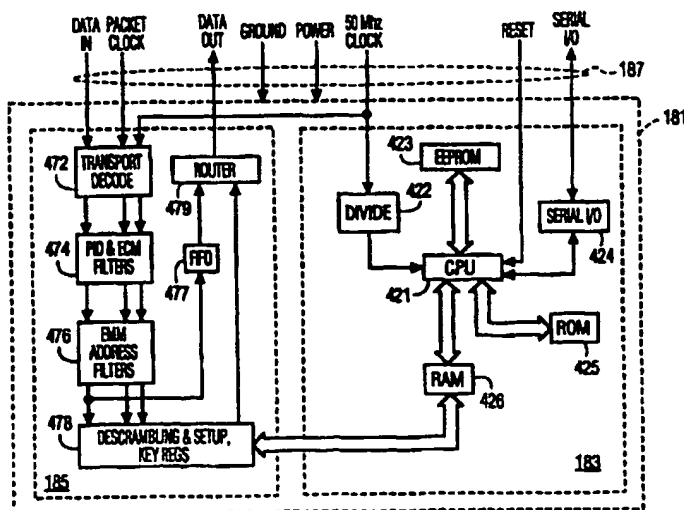 DATA IN
PACKET CLOCK
DATA OUT
GROUND
POWER
50 Mhz CLOCK
RESET
SERIAL I/O
187
181
472
TRANSPORT DECODE
ROUTER
479
423
EEPROM
DIVIDE
422
SERIAL I/O
424
474
PID & ECM FILTERS
FIFO
477
CPU
421
ROM
425
476
EMM ADDRESS FILTERS
RAM
426
478
DESCRAMBLING & SETUP, KEY REGS
185
183